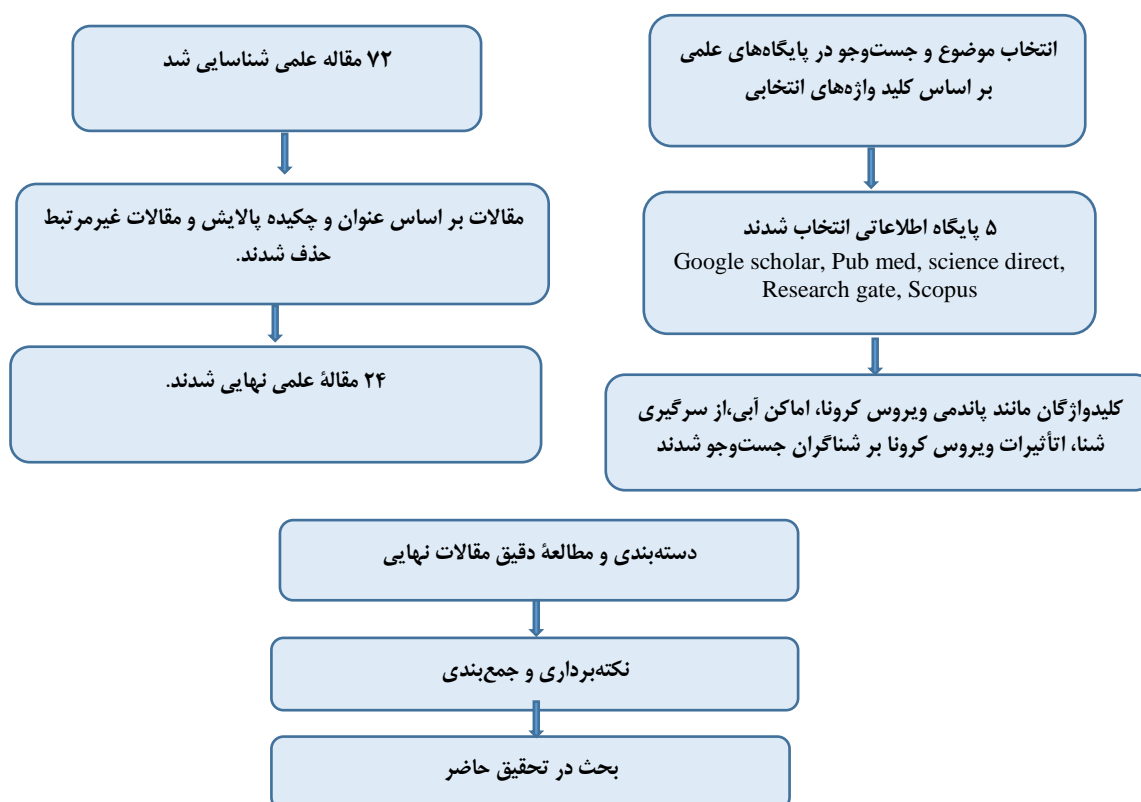 انتخاب موضوع و جست‌وجو در پایگاه‌های علمی
بر اساس کلید واژه‌های انتخابی
۵ پایگاه اطلاعاتی انتخاب شدند
Google scholar, Pub med, science direct,
Research gate, Scopus
کلیدواژگان مانند پاندمی ویروس کرونا، اماکن آبی،از سرگیری
شنا، اتأثیرات ویروس کرونا بر شناگران جست‌وجو شدند
۷۲ مقاله علمی شناسایی شد
مقالات بر اساس عنوان و چکیده پالایش و مقالات غیرمرتبط
حذف شدند.
۲۴ مقالهٔ علمی نهایی شدند.
دسته‌بندی و مطالعهٔ دقیق مقالات نهایی
نکته‌برداری و جمع‌بندی
بحث در تحقیق حاضر